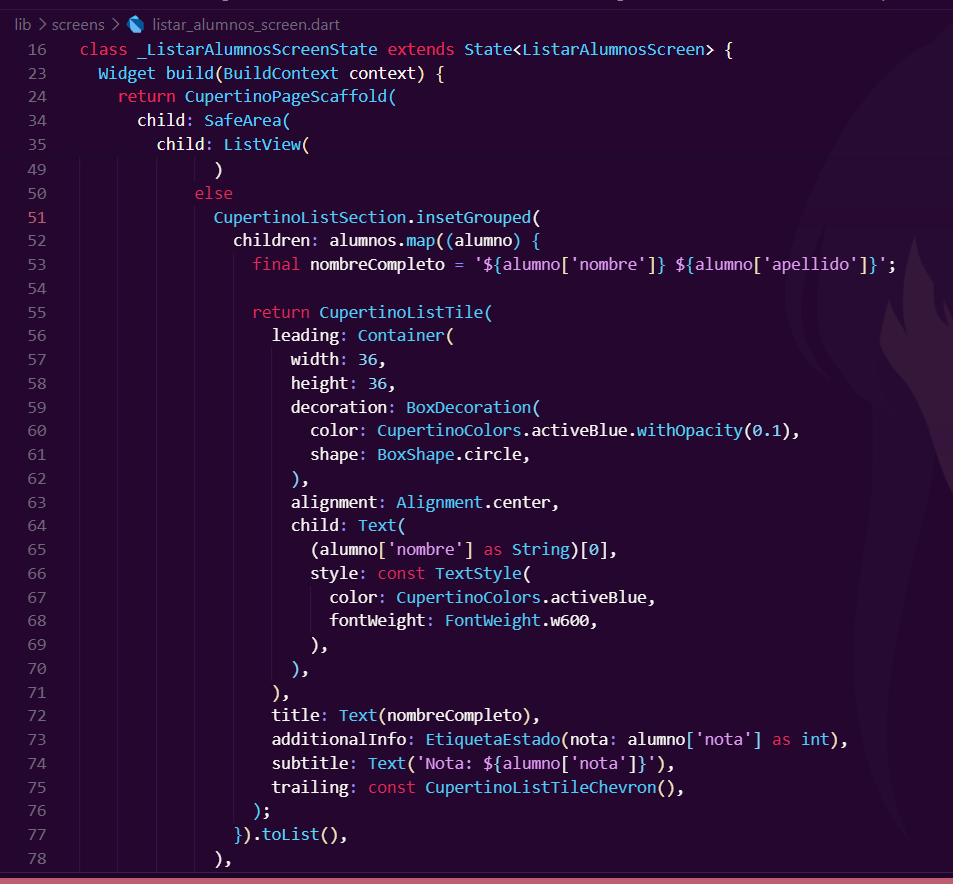 lib > screens > listar_alumnos_screen.dart
16 class _ListarAlumnosScreenState extends State<ListarAlumnosScreen> {
23 Widget build(BuildContext context) {
24 return CupertinoPageScaffold(
34 child: SafeArea(
35 child: ListView(
49 )
50 else
51 CupertinoListSection.insetGrouped(
52 children: alumnos.map((alumno) {
53 final nombreCompleto = '${alumno['nombre']} ${alumno['apellido']}';
54
55 return CupertinoListTile(
56 leading: Container(
57 width: 36,
58 height: 36,
59 decoration: BoxDecoration(
60 color: CupertinoColors.activeBlue.withOpacity(0.1),
61 shape: BoxShape.circle,
62 ),
63 alignment: Alignment.center,
64 child: Text(
65 (alumno['nombre'] as String)[0],
66 style: const TextStyle(
67 color: CupertinoColors.activeBlue,
68 fontWeight: FontWeight.w600,
69 ),
70 ),
71 ),
72 title: Text(nombreCompleto),
73 additionalInfo: EtiquetaEstado(nota: alumno['nota'] as int),
74 subtitle: Text('Nota: ${alumno['nota']}'),
75 trailing: const CupertinoListTileChevron(),
76 );
77 }).toList(),
78 ),